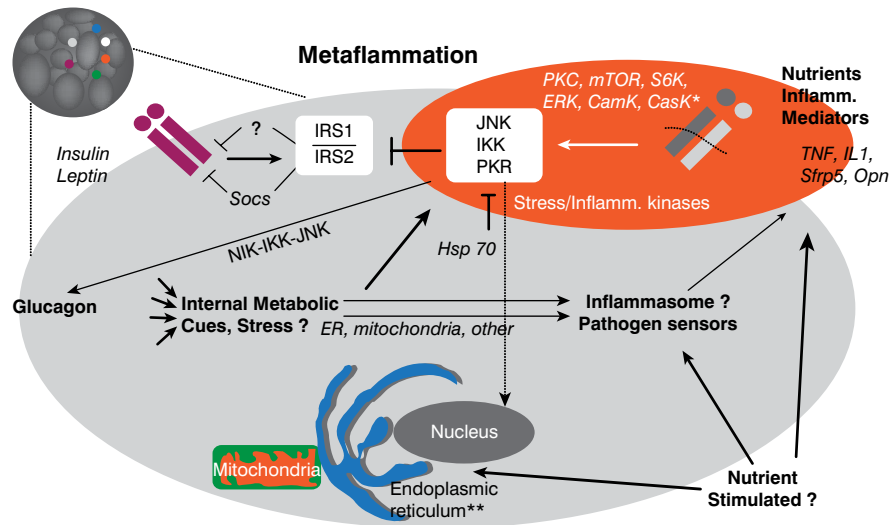 Metaflammation
PKC, mTOR, S6K,
ERK, CamK, CasK*
Nutrients
Inflamm.
Mediators
TNF, IL1,
Sfrp5, Opn
JNK
IKK
PKR
Stress/Inflamm. kinases
?
IRS1
IRS2
Insulin
Leptin
Socs
NIK-IKK-JNK
Hsp 70
Glucagon
Internal Metabolic
Cues, Stress ?
ER, mitochondria, other
Inflammasome ?
Pathogen sensors
Nucleus
Mitochondria
Endoplasmic
reticulum**
Nutrient
Stimulated ?